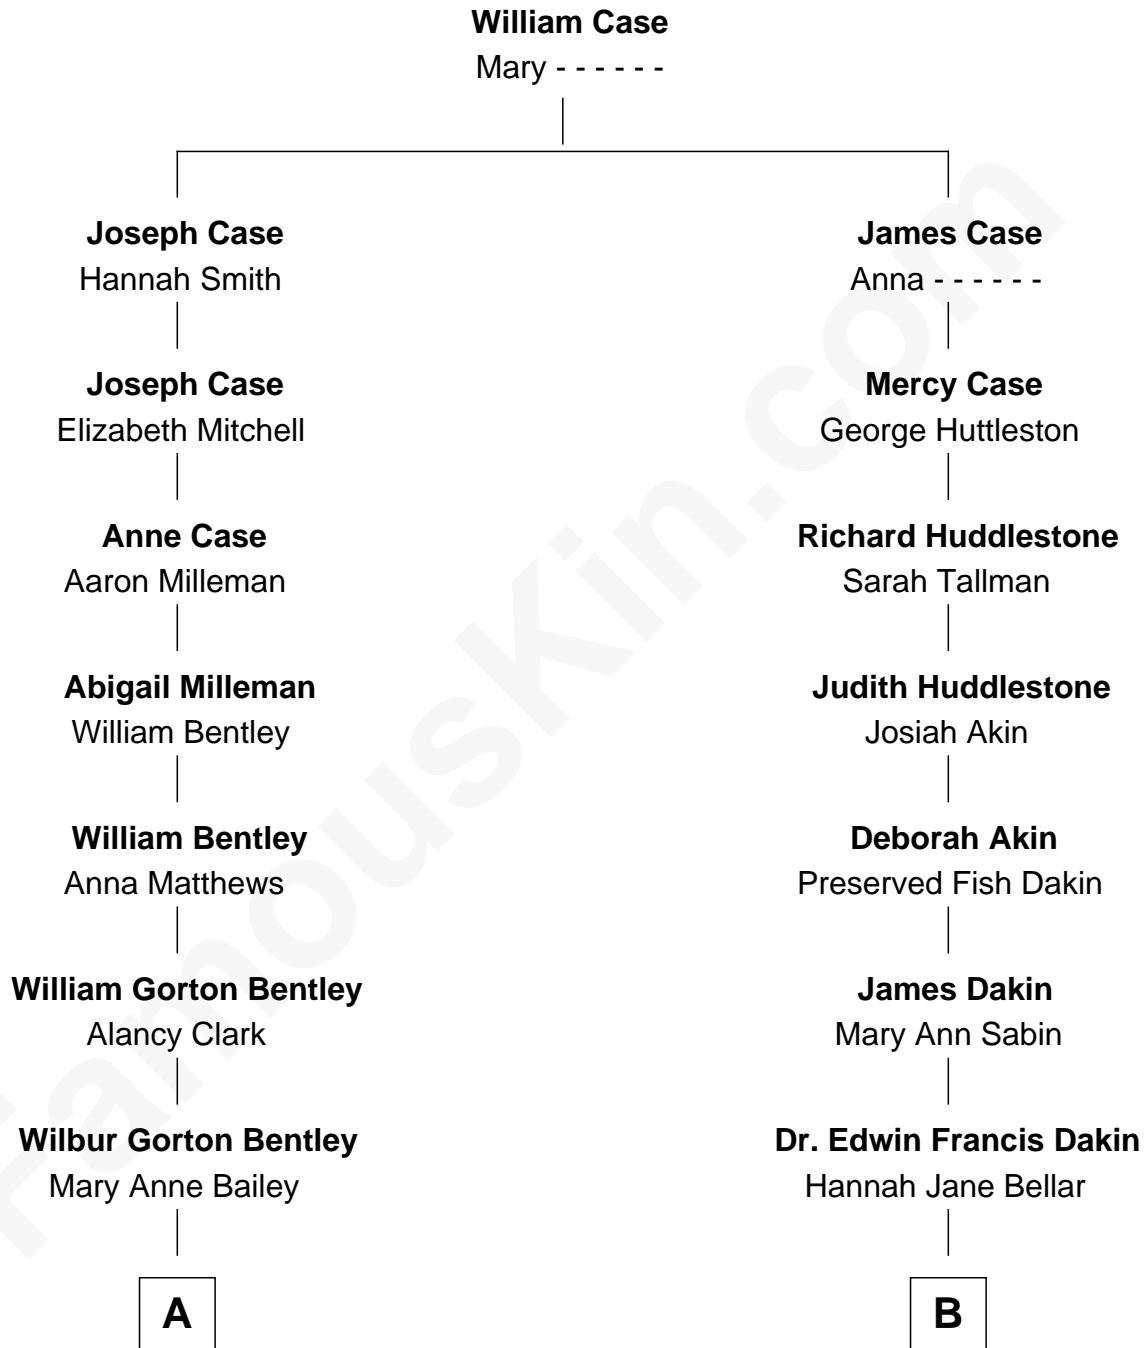 William Case
Mary - - - - - -
Joseph Case
Hannah Smith
James Case
Anna - - - - - -
Joseph Case
Elizabeth Mitchell
Mercy Case
George Huttleston
Anne Case
Aaron Milleman
Richard Huddlestone
Sarah Tallman
Abigail Milleman
William Bentley
Judith Huddlestone
Josiah Akin
William Bentley
Anna Matthews
Deborah Akin
Preserved Fish Dakin
William Gorton Bentley
Alancy Clark
James Dakin
Mary Ann Sabin
Wilbur Gorton Bentley
Mary Anne Bailey
Dr. Edwin Francis Dakin
Hannah Jane Bellar
A
B
FamousKin.com